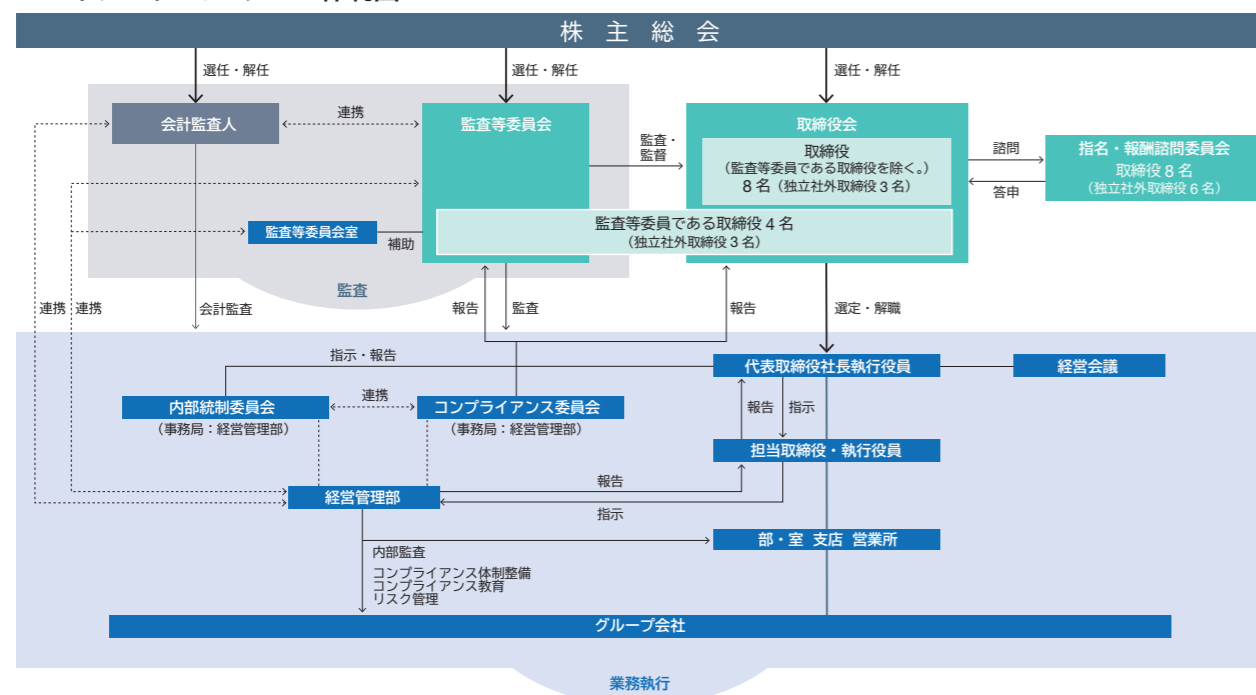 株主総会
選任・解任
選任・解任
選任・解任
会計監査人
連携
監査等委員会
監査・
監督
取締役会
取締役
(監査等委員である取締役を除く。)
8名(独立社外取締役3名)
諮問
答申
指名・報酬諮問委員会
取締役8名
(独立社外取締役6名)
監査等委員会室
補助
監査等委員である取締役4名
(独立社外取締役3名)
監査
連携
連携
会計監査
報告
監査
報告
選定・解職
指示・報告
代表取締役社長執行役員
経営会議
内部統制委員会
(事務局:経営管理部)
連携
コンプライアンス委員会
(事務局:経営管理部)
報告
指示
担当取締役・執行役員
経営管理部
報告
指示
部・室 支店 営業所
内部監査
コンプライアンス体制整備
コンプライアンス教育
リスク管理
グループ会社
業務執行